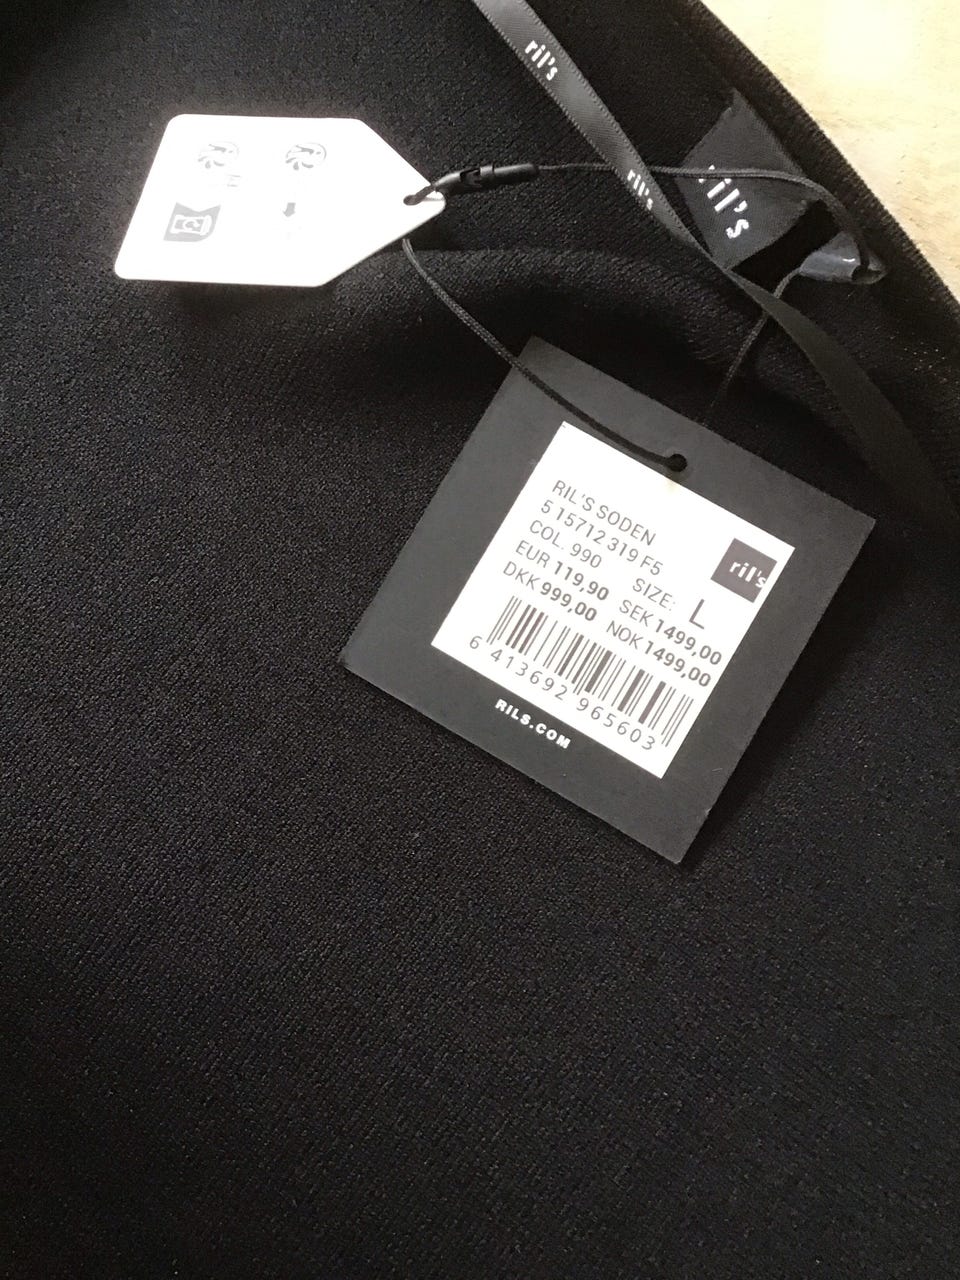 ril's
ril's
ril's
RIL'S SODEN
5 15712 319 F5
COL. 990 SIZE: L
EUR 119,90 SEK 1499,00
DKK 999,00 NOK 1499,00
ril's
6 413692 965603
RILS.COM